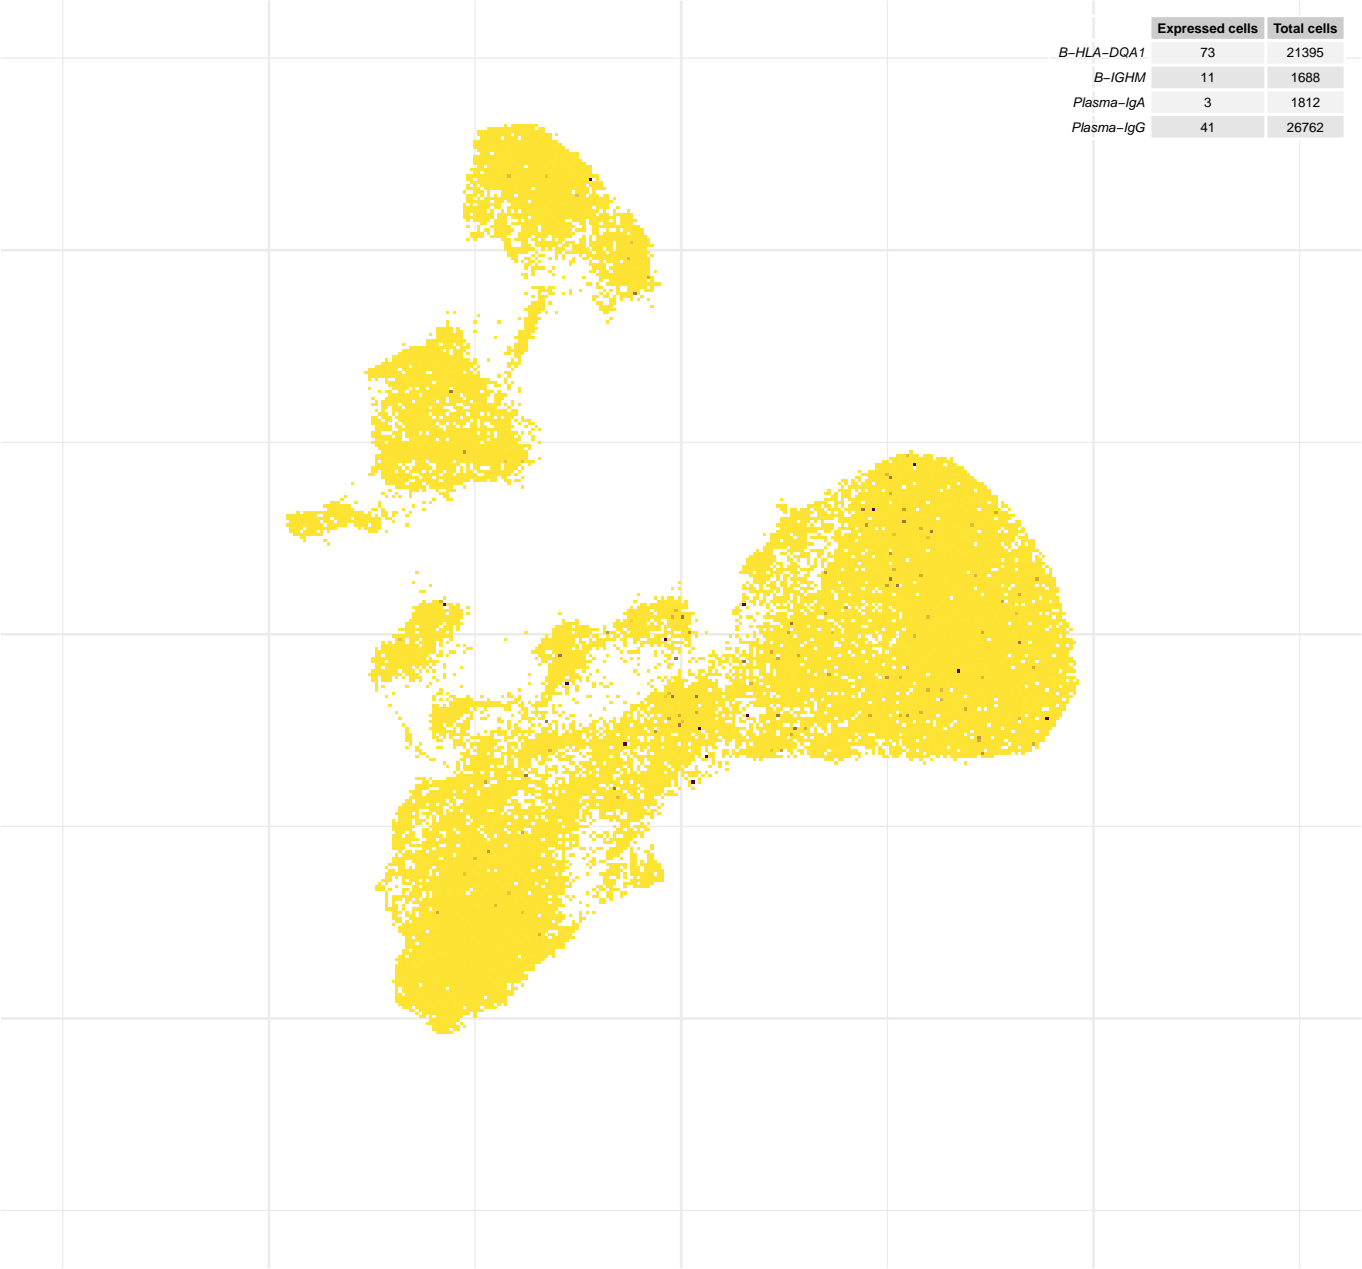 Expressed cells Total cells
B−HLA−DQA1 73 21395
B−IGHM 11 1688
Plasma−IgA 3 1812
Plasma−IgG 41 26762